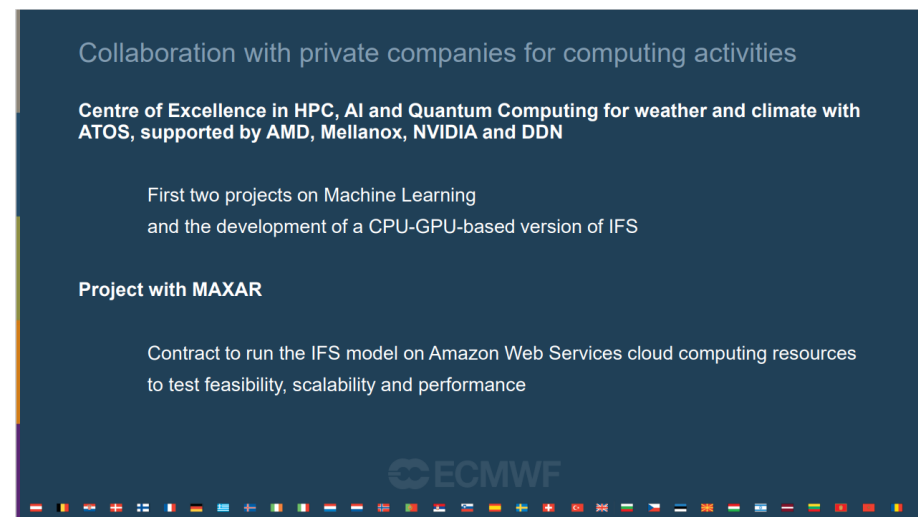 Collaboration with private companies for computing activities
Centre of Excellence in HPC, AI and Quantum Computing for weather and climate with
ATOS, supported by AMD, Mellanox, NVIDIA and DDN
First two projects on Machine Learning
and the development of a CPU-GPU-based version of IFS
Project with MAXAR
Contract to run the IFS model on Amazon Web Services cloud computing resources
to test feasibility, scalability and performance
ECMWF